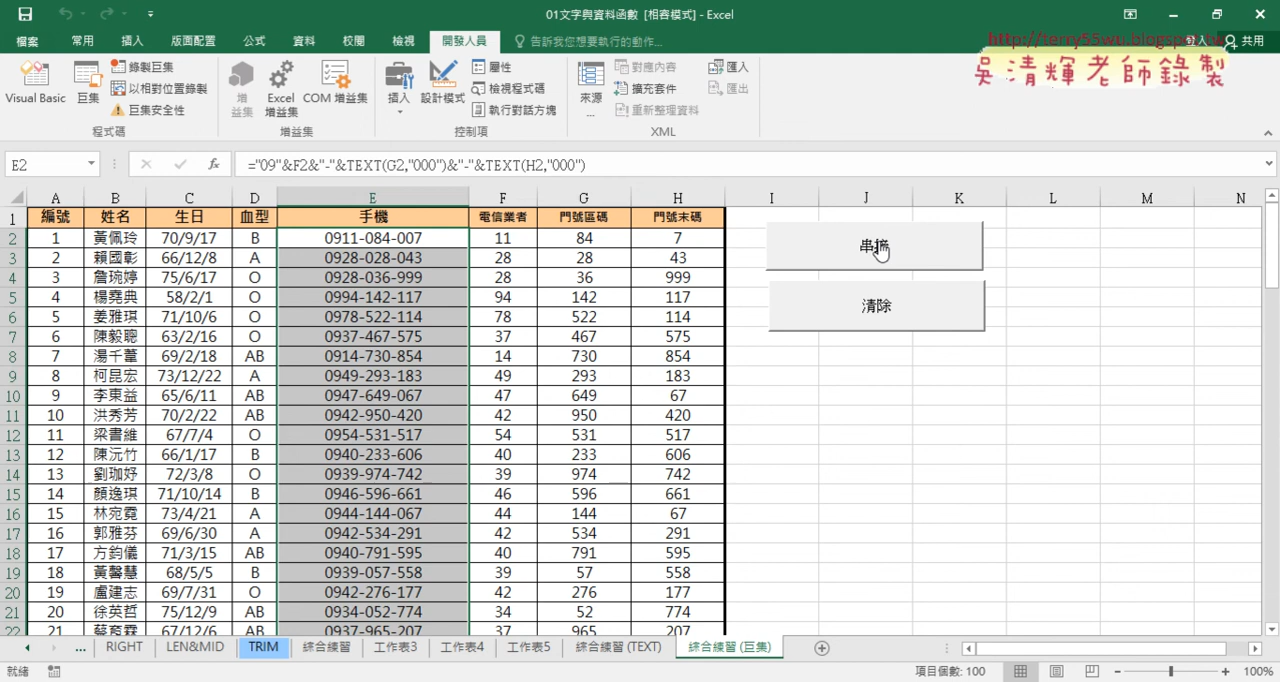 01文字與資料函數 [相容模式] - Excel
檔案 常用 插入 版面配置 公式 資料 校閱 檢視 開發人員 告訴我您想要執行的動作... 共用
http://terry55wu.blogspot.tw
吳清輝老師錄製
Visual Basic 巨集 錄製巨集 以相對位置錄製 巨集安全性 程式碼
增益集 Excel 增益集 COM 增益集 增益集
插入 設計模式 屬性 檢視程式碼 執行對話方塊 控制項
來源... 對應內容 擴充套件 重新整理資料 匯入 匯出 XML
E2 fx ="09"&F2&"-"&TEXT(G2,"000")&"-"&TEXT(H2,"000")
A B C D E F G H I J K L M N
1 編號 姓名 生日 血型 手機 電信業者 門號區碼 門號末碼
2 1 黃佩玲 70/9/17 B 0911-084-007 11 84 7
3 2 賴國彰 66/12/8 A 0928-028-043 28 28 43
4 3 詹琬婷 75/6/17 O 0928-036-999 28 36 999
5 4 楊堯典 58/2/1 O 0994-142-117 94 142 117
6 5 姜雅琪 71/10/6 O 0978-522-114 78 522 114
7 6 陳毅聰 63/2/16 O 0937-467-575 37 467 575
8 7 湯千薰 69/2/18 AB 0914-730-854 14 730 854
9 8 柯昆宏 73/12/22 A 0949-293-183 49 293 183
10 9 李東益 65/6/11 AB 0947-649-067 47 649 67
11 10 洪秀芳 70/2/22 AB 0942-950-420 42 950 420
12 11 梁書維 67/7/4 O 0954-531-517 54 531 517
13 12 陳沅竹 66/1/17 B 0940-233-606 40 233 606
14 13 劉珈妤 72/3/8 O 0939-974-742 39 974 742
15 14 顏逸琪 71/10/14 B 0946-596-661 46 596 661
16 15 林宛霓 73/4/21 A 0944-144-067 44 144 67
17 16 郭雅芬 69/6/30 A 0942-534-291 42 534 291
18 17 方鈞儀 71/3/15 AB 0940-791-595 40 791 595
19 18 黃馨慧 68/5/5 B 0939-057-558 39 57 558
20 19 盧建志 69/7/31 O 0942-276-177 42 276 177
21 20 徐英哲 75/12/9 AB 0934-052-774 34 52 774
22 21 67/12/6 AB 0937-965-207 37 965 207
清除
... RIGHT LEN&MID TRIM 綜合練習 工作表3 工作表4 工作表5 綜合練習 (TEXT) 綜合練習 (巨集)
就緒 項目個數: 100 100%